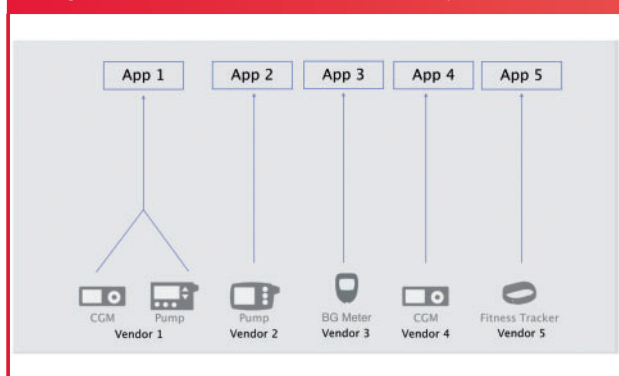 App 1 App 2 App 3 App 4 App 5
CGM Pump Pump BG Meter CGM Fitness Tracker
Vendor 1 Vendor 2 Vendor 3 Vendor 4 Vendor 5